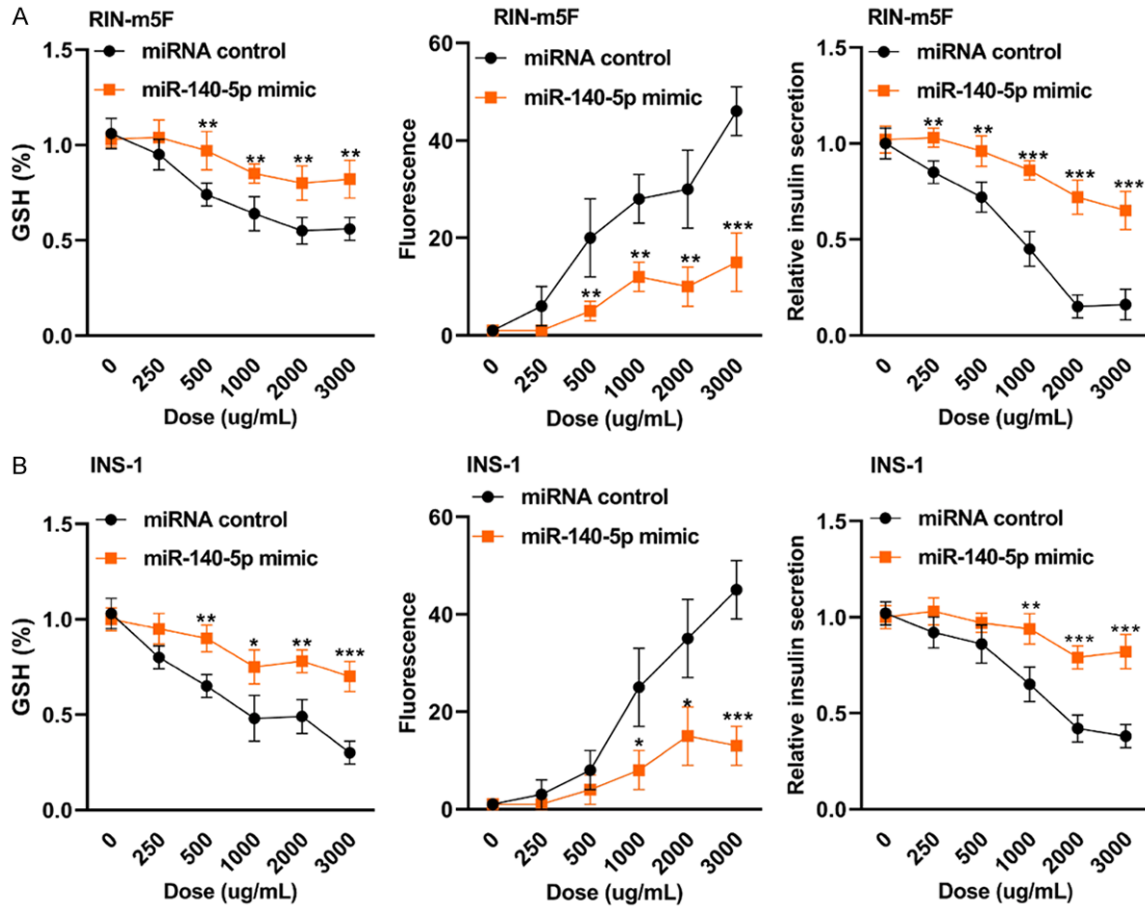 A
RIN-m5F
miRNA control
miR-140-5p mimic
1.5
1.0
0.5
0.0
GSH (%)
**
**
**
**
0
250
500
1000
2000
3000
Dose (ug/mL)
RIN-m5F
miRNA control
miR-140-5p mimic
60
40
20
0
Fluorescence
**
**
**
***
0
250
500
1000
2000
3000
Dose (ug/mL)
RIN-m5F
miRNA control
miR-140-5p mimic
1.5
1.0
0.5
0.0
Relative insulin secretion
**
**
***
***
***
0
250
500
1000
2000
3000
Dose (ug/mL)
B
INS-1
miRNA control
miR-140-5p mimic
1.5
1.0
0.5
0.0
GSH (%)
**
*
**
***
0
250
500
1000
2000
3000
Dose (ug/mL)
INS-1
miRNA control
miR-140-5p mimic
60
40
20
0
Fluorescence
*
*
***
0
250
500
1000
2000
3000
Dose (ug/mL)
INS-1
miRNA control
miR-140-5p mimic
1.5
1.0
0.5
0.0
Relative insulin secretion
**
***
***
0
250
500
1000
2000
3000
Dose (ug/mL)